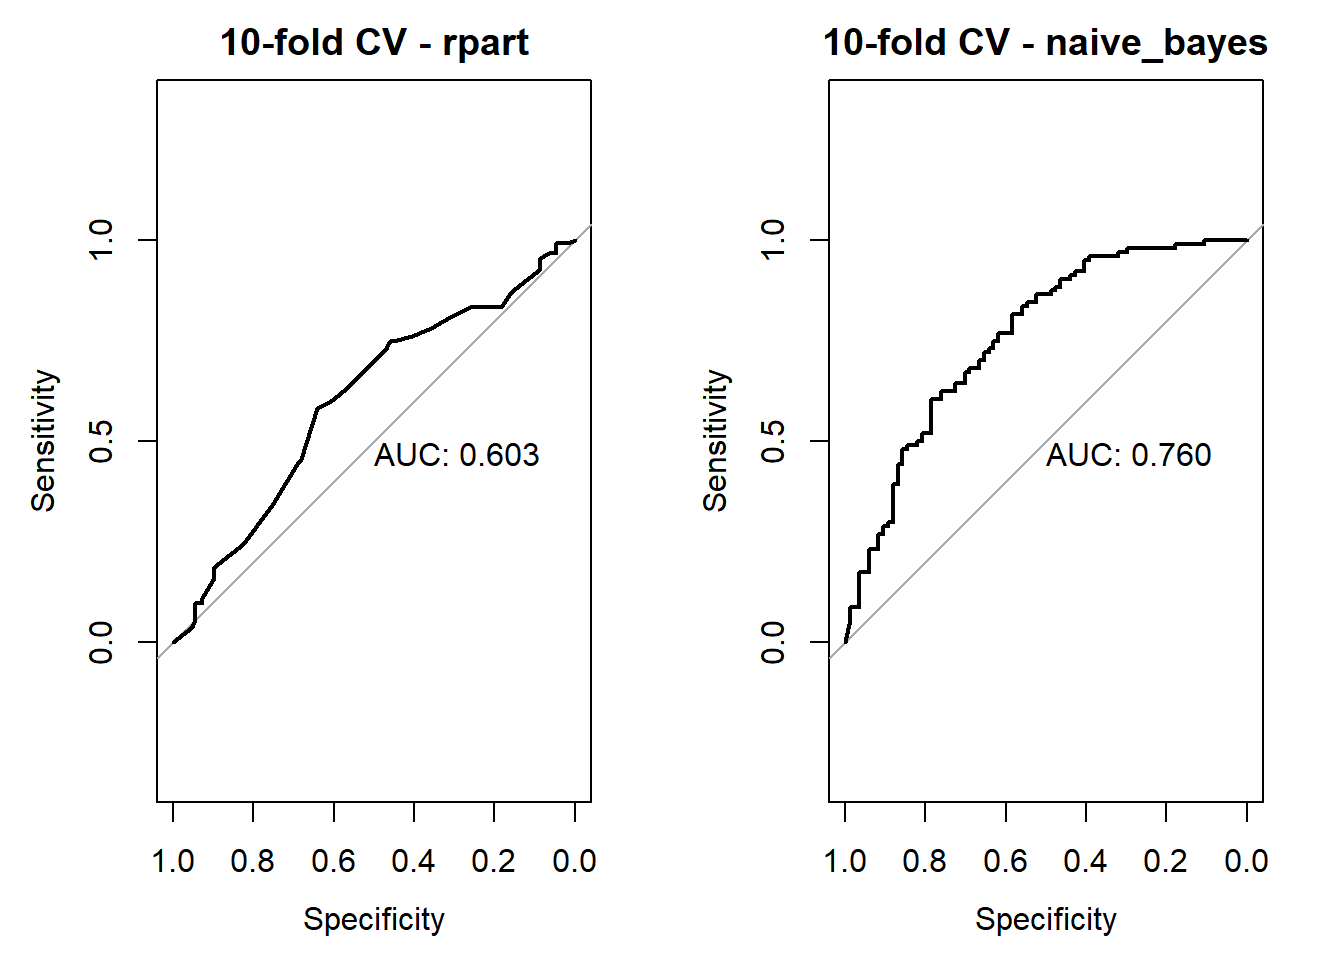 10-fold CV - rpart
1.0
0.5
0.0
Sensitivity
AUC: 0.603
1.0 0.8 0.6 0.4 0.2 0.0
Specificity
10-fold CV - naive_bayes
1.0
0.5
0.0
Sensitivity
AUC: 0.760
1.0 0.8 0.6 0.4 0.2 0.0
Specificity